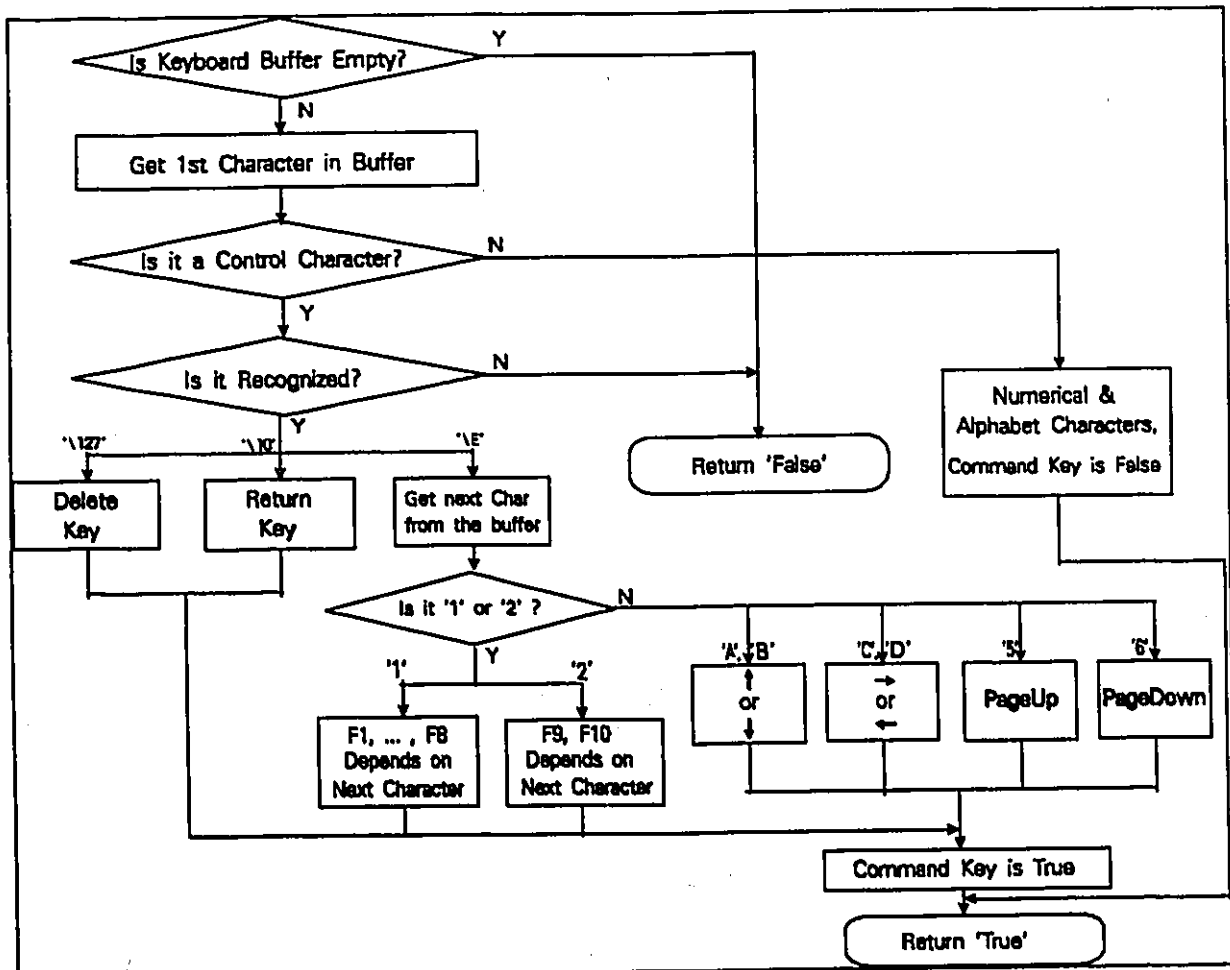 Is Keyboard Buffer Empty?
Y
N
Get 1st Character in Buffer
Is it a Control Character?
N
Y
Is it Recognized?
N
Y
Numerical &
Alphabet Characters,
Command Key is False
Return 'False'
'\127'
'\10'
'\E'
Delete
Key
Return
Key
Get next Char
from the buffer
Is it '1' or '2' ?
N
Y
'1'
'2'
'A', 'B'
'C', 'D'
'5'
'6'
F1, ... , F8
Depends on
Next Character
F9, F10
Depends on
Next Character
↑
or
↓
→
or
←
PageUp
PageDown
Command Key is True
Return 'True'